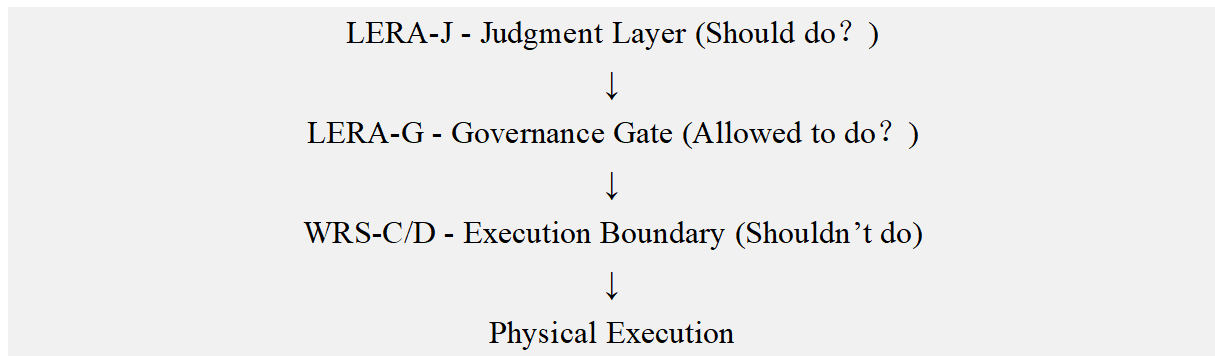 LERA-J - Judgment Layer (Should do？)
↓
LERA-G - Governance Gate (Allowed to do？)
↓
WRS-C/D - Execution Boundary (Shouldn’t do)
↓
Physical Execution